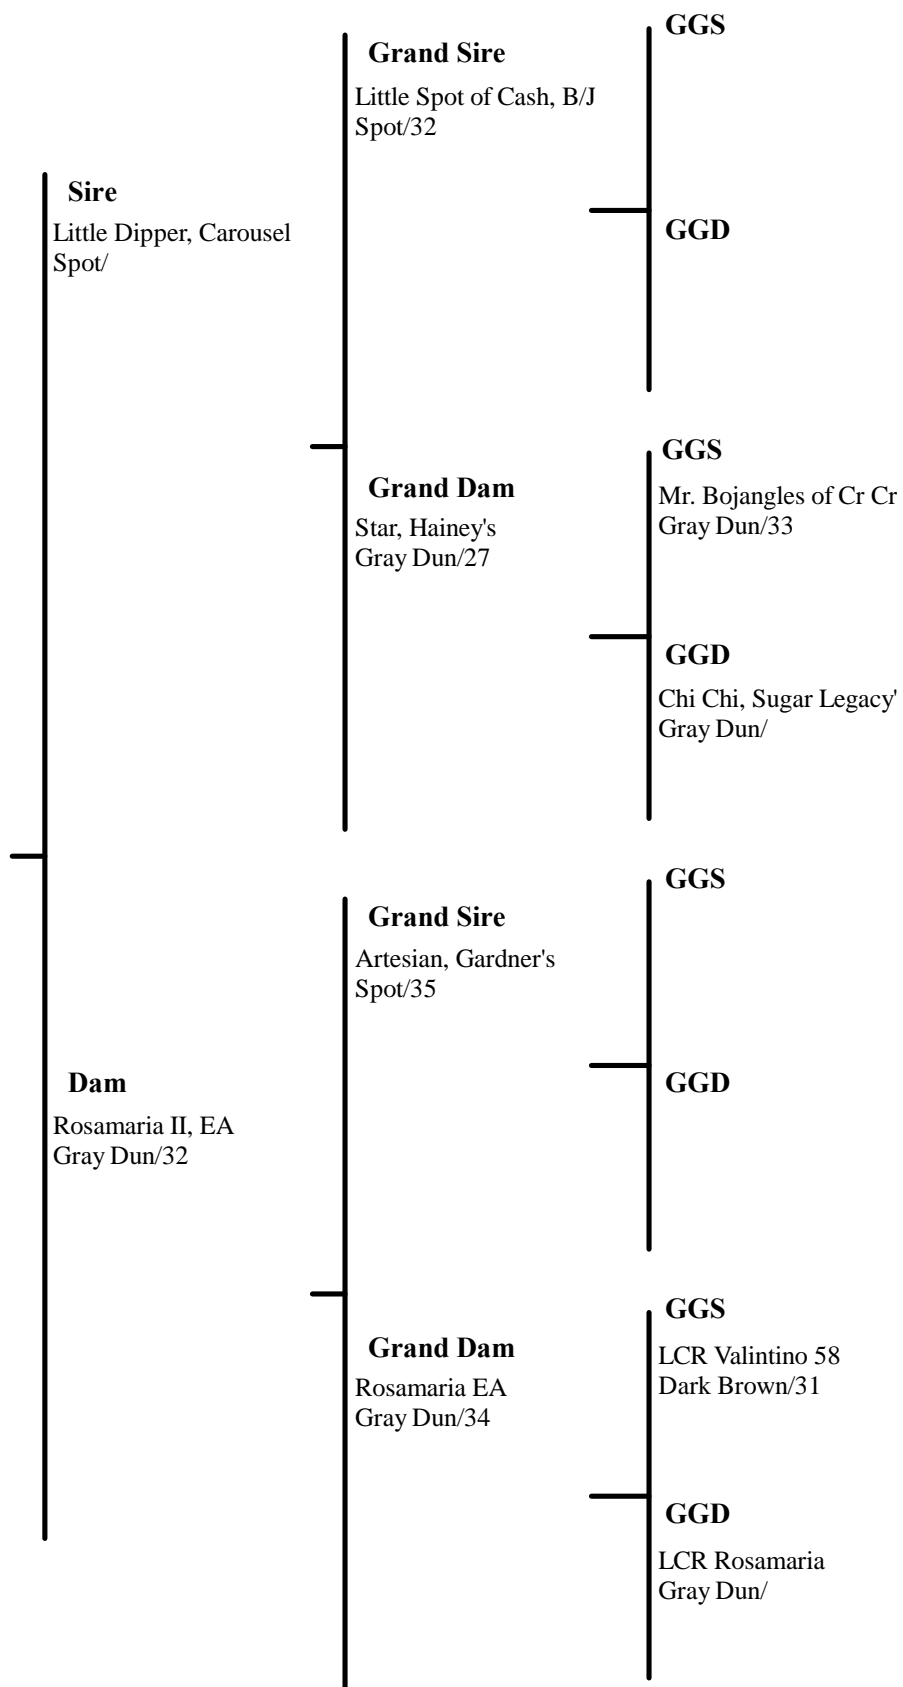 Sire
Little Dipper, Carousel
Spot/
Dam
Rosamaria II, EA
Gray Dun/32
Grand Sire
Little Spot of Cash, B/J
Spot/32
Grand Dam
Star, Hainey's
Gray Dun/27
Grand Sire
Artesian, Gardner's
Spot/35
Grand Dam
Rosamaria EA
Gray Dun/34
GGS
GGD
GGS
Mr. Bojangles of Cr Cr
Gray Dun/33
GGD
Chi Chi, Sugar Legacy'
Gray Dun/
GGS
GGD
GGS
LCR Valintino 58
Dark Brown/31
GGD
LCR Rosamaria
Gray Dun/